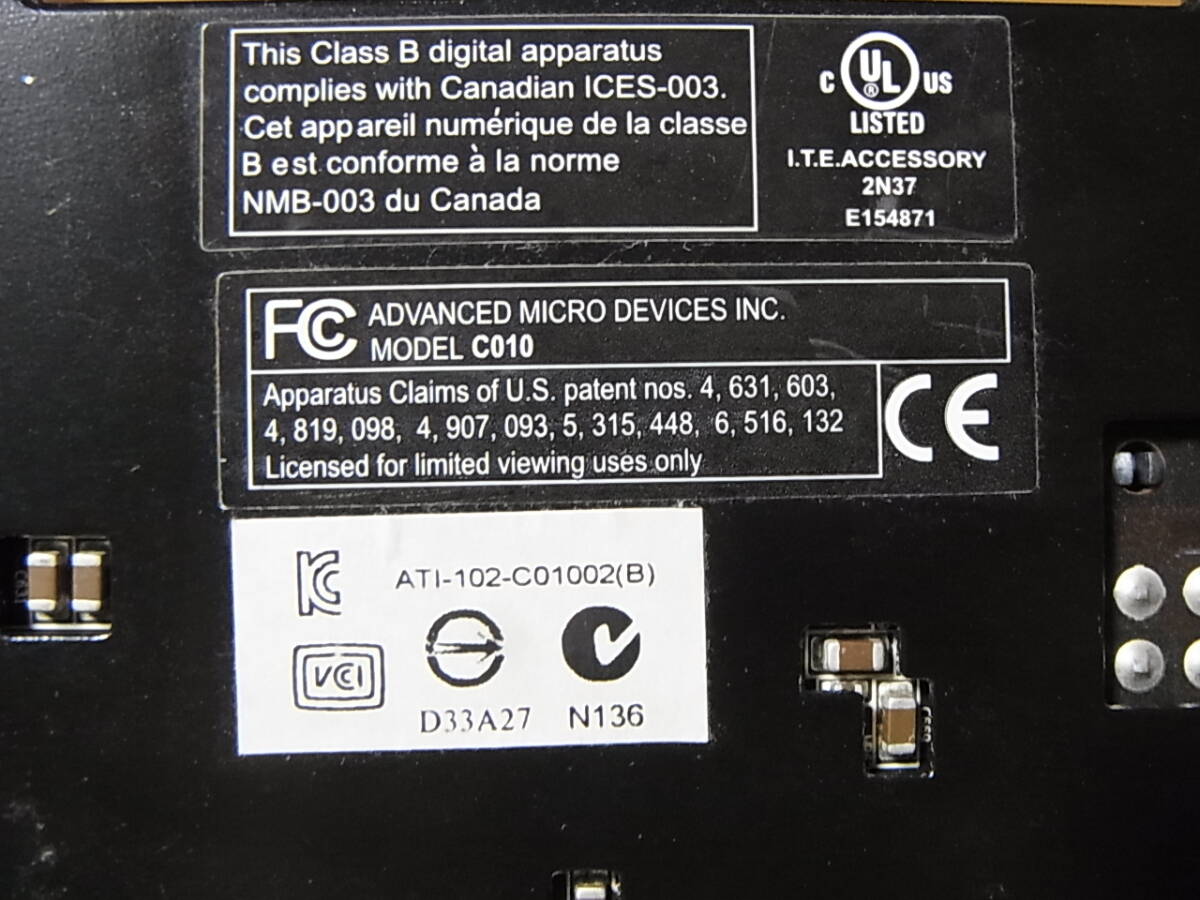 This Class B digital apparatus
complies with Canadian ICES-003.
Cet appareil numérique de la classe
B est conforme à la norme
NMB-003 du Canada
C UL US
®
LISTED
I.T.E.ACCESSORY
2N37
E154871
FC ADVANCED MICRO DEVICES INC.
MODEL C010
Apparatus Claims of U.S. patent nos. 4, 631, 603,
4, 819, 098, 4, 907, 093, 5, 315, 448, 6, 516, 132
Licensed for limited viewing uses only
CE
KC
ATI-102-C01002(B)
VCI
D33A27
N136